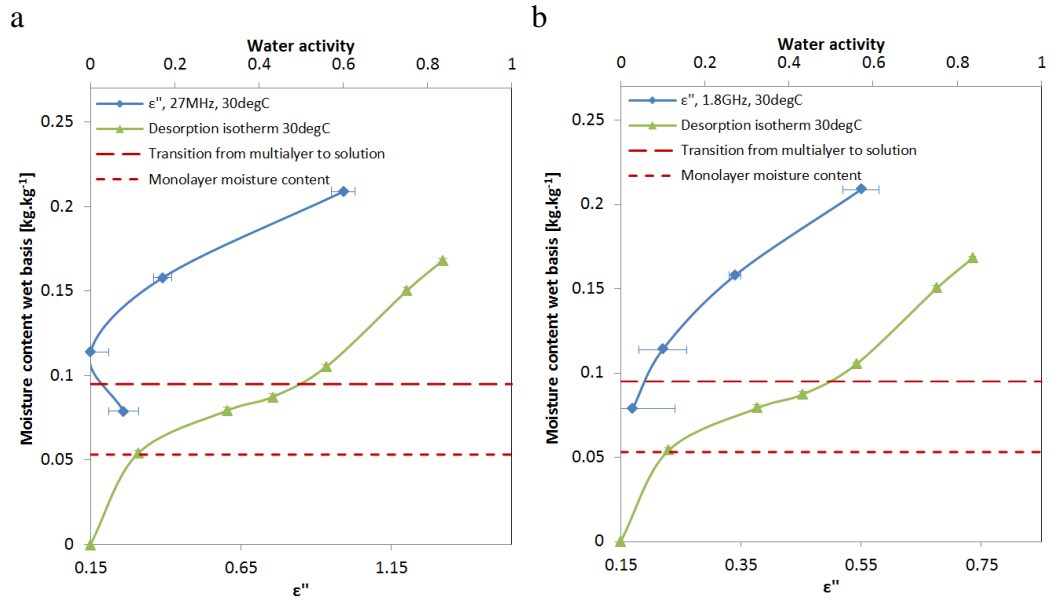 a
Water activity
0 0.2 0.4 0.6 0.8 1
ε", 27MHz, 30degC
Desorption isotherm 30degC
Transition from multialyer to solution
Monolayer moisture content
Moisture content wet basis [kg.kg⁻¹]
0.25
0.2
0.15
0.1
0.05
0
0.15 0.65 1.15
ε"
b
Water activity
0 0.2 0.4 0.6 0.8 1
ε", 1.8GHz, 30degC
Desorption isotherm 30degC
Transition from multialyer to solution
Monolayer moisture content
Moisture content wet basis [kg.kg⁻¹]
0.25
0.2
0.15
0.1
0.05
0
0.15 0.35 0.55 0.75
ε"